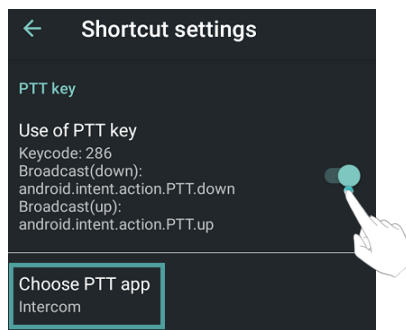 Shortcut settings
PTT key
Use of PTT key
Keycode: 286
Broadcast(down):
android.intent.action.PTT.down
Broadcast(up):
android.intent.action.PTT.up
Choose PTT app
Intercom